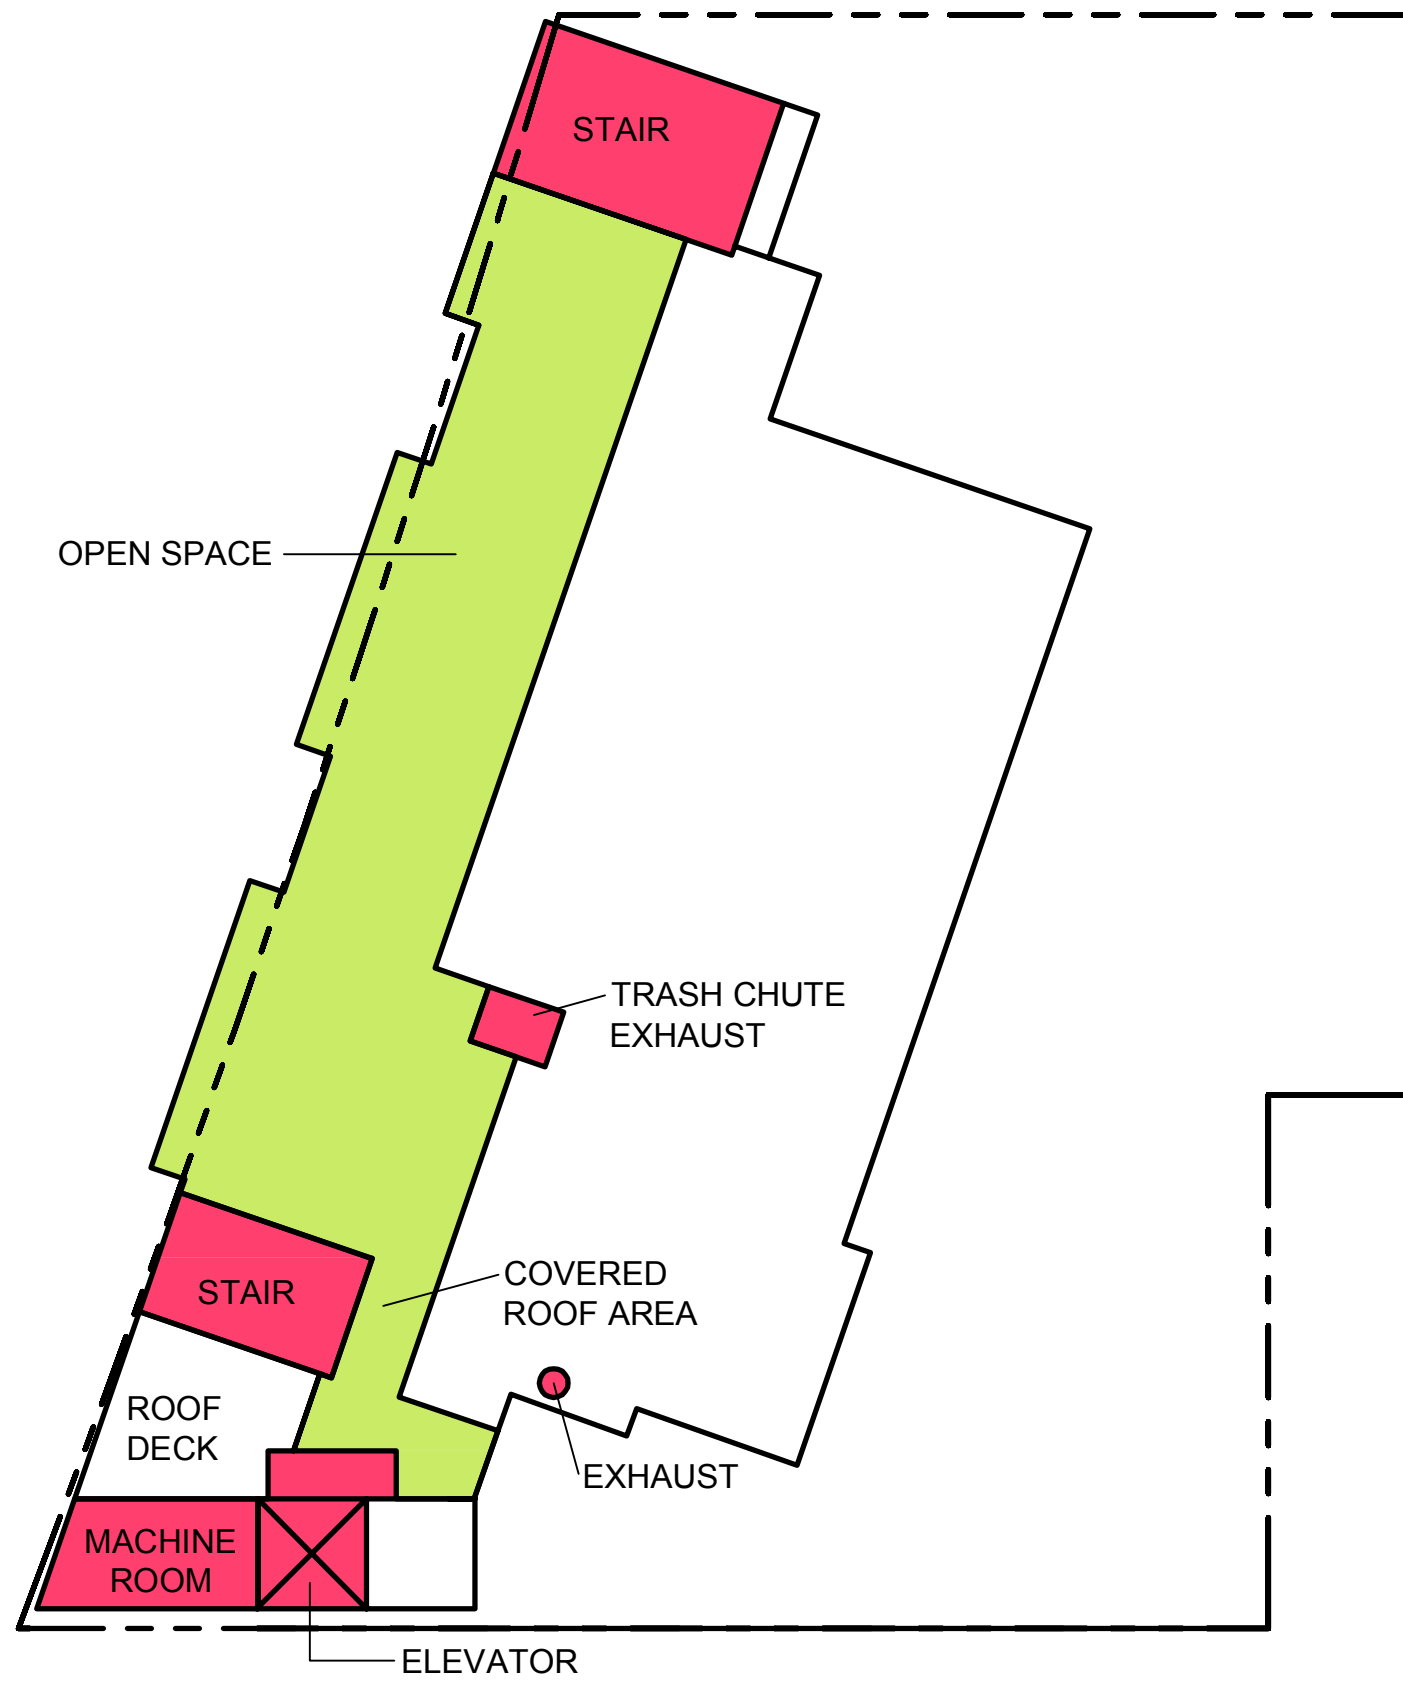 STAIR
OPEN SPACE
TRASH CHUTE
EXHAUST
COVERED
ROOF AREA
STAIR
ROOF
DECK
EXHAUST
MACHINE
ROOM
ELEVATOR